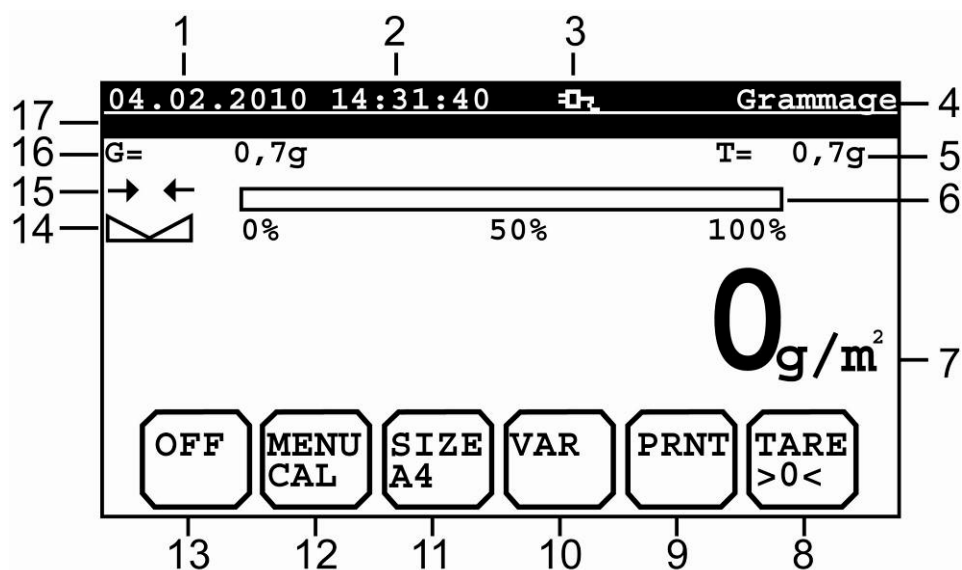 1 2 3
04.02.2010 14:31:40 Grammage 4
17
16 G= 0,7g T= 0,7g 5
15 6
14 0% 50% 100%
0g/m² 7
OFF MENU SIZE VAR PRNT TARE
CAL A4 >0<
13 12 11 10 9 8